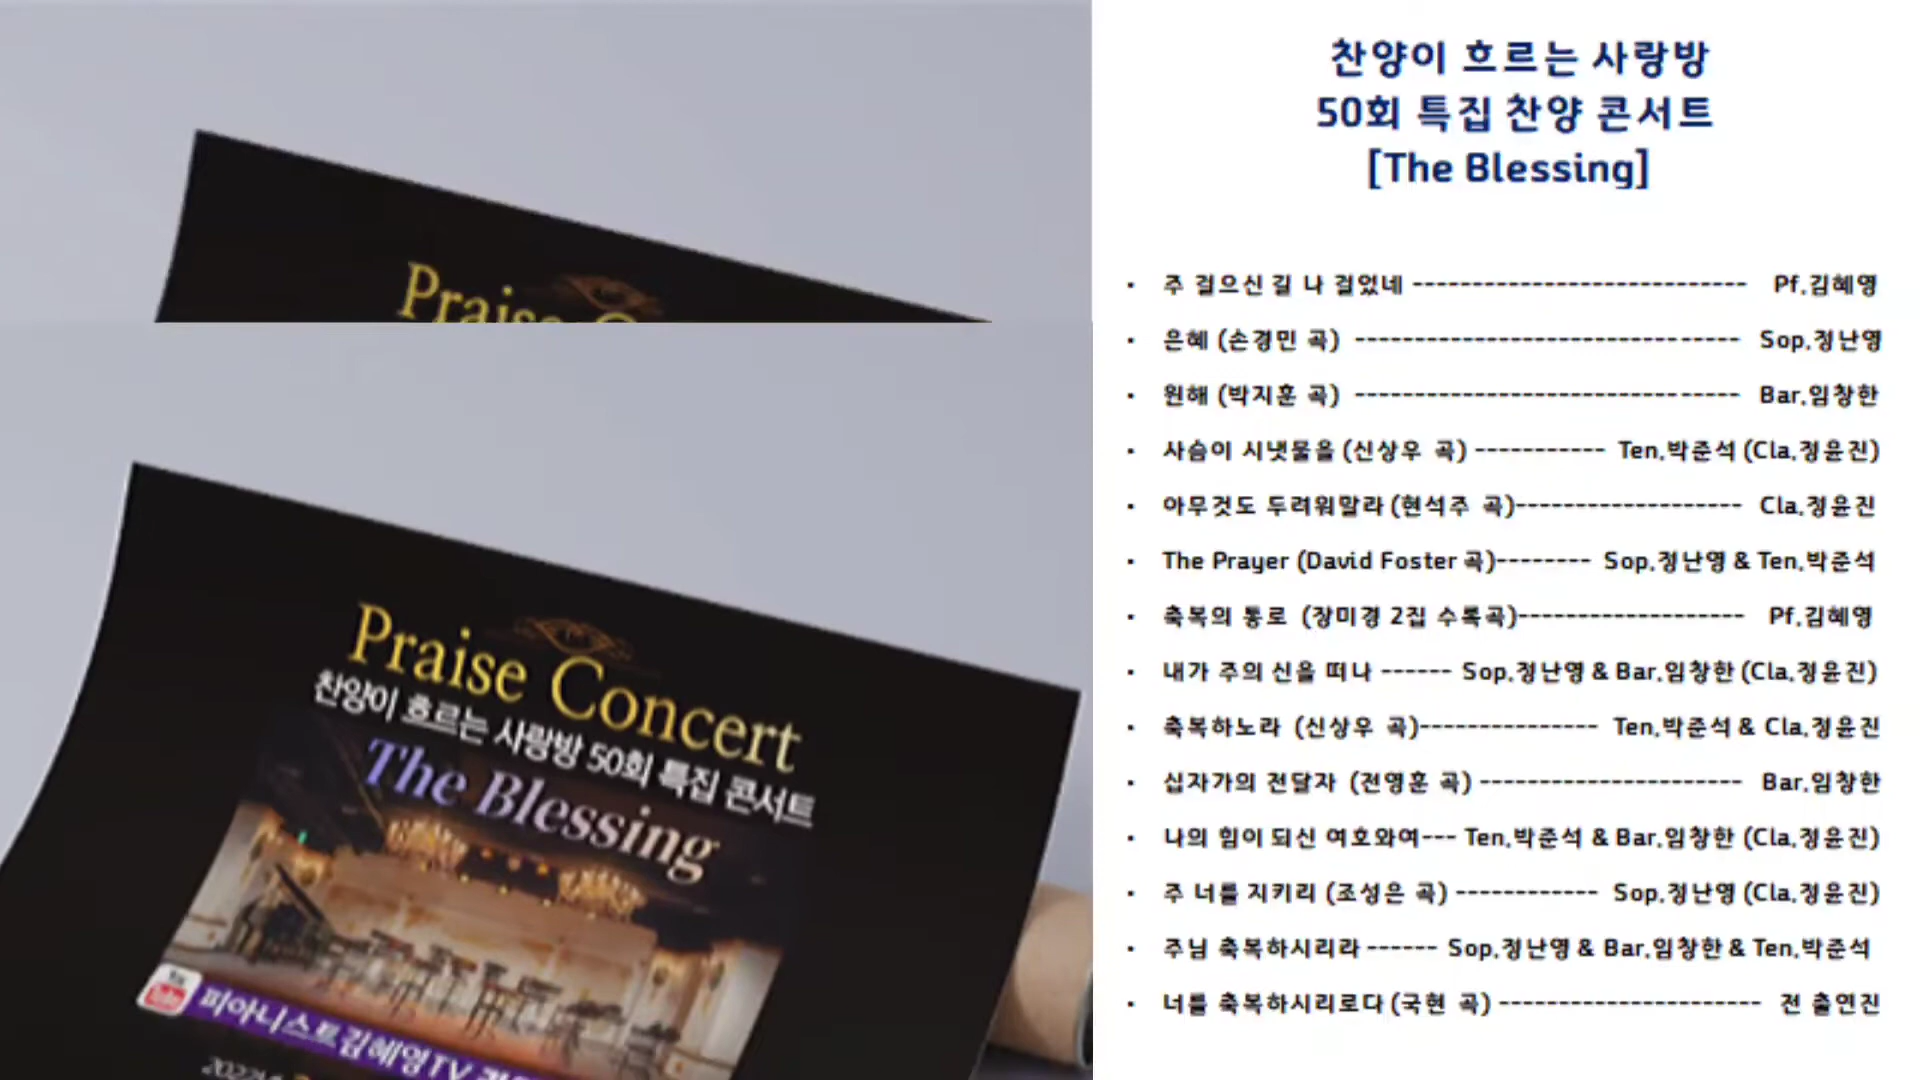 Praise
Praise Concert
찬양이 흐르는 사랑방 50회 특집 콘서트
The Blessing
피아니스트김혜영TV
찬양이 흐르는 사랑방
50회 특집 찬양 콘서트
[The Blessing]
• 주 걸으신 길 나 걸었네 ---------------------------- Pf.김혜영
• 은혜 (손경민 곡) -------------------------------- Sop.정난영
• 원해 (박지훈 곡) -------------------------------- Bar.임창한
• 사슴이 시냇물을 (신상우 곡) ----------- Ten.박준석 (Cla.정윤진)
• 아무것도 두려워말라 (현석주 곡)------------------- Cla.정윤진
• The Prayer (David Foster 곡)-------- Sop.정난영 & Ten.박준석
• 축복의 통로 (장미경 2집 수록곡)------------------- Pf.김혜영
• 내가 주의 신을 떠나 ------ Sop.정난영 & Bar.임창한 (Cla.정윤진)
• 축복하노라 (신상우 곡)--------------- Ten.박준석 & Cla.정윤진
• 십자가의 전달자 (전영훈 곡) ---------------------- Bar.임창한
• 나의 힘이 되신 여호와여--- Ten.박준석 & Bar.임창한 (Cla.정윤진)
• 주 너를 지키리 (조성은 곡) ------------ Sop.정난영 (Cla.정윤진)
• 주님 축복하시리라 ------ Sop.정난영 & Bar.임창한 & Ten.박준석
• 너를 축복하시리로다 (국현 곡) ---------------------- 전 출연진